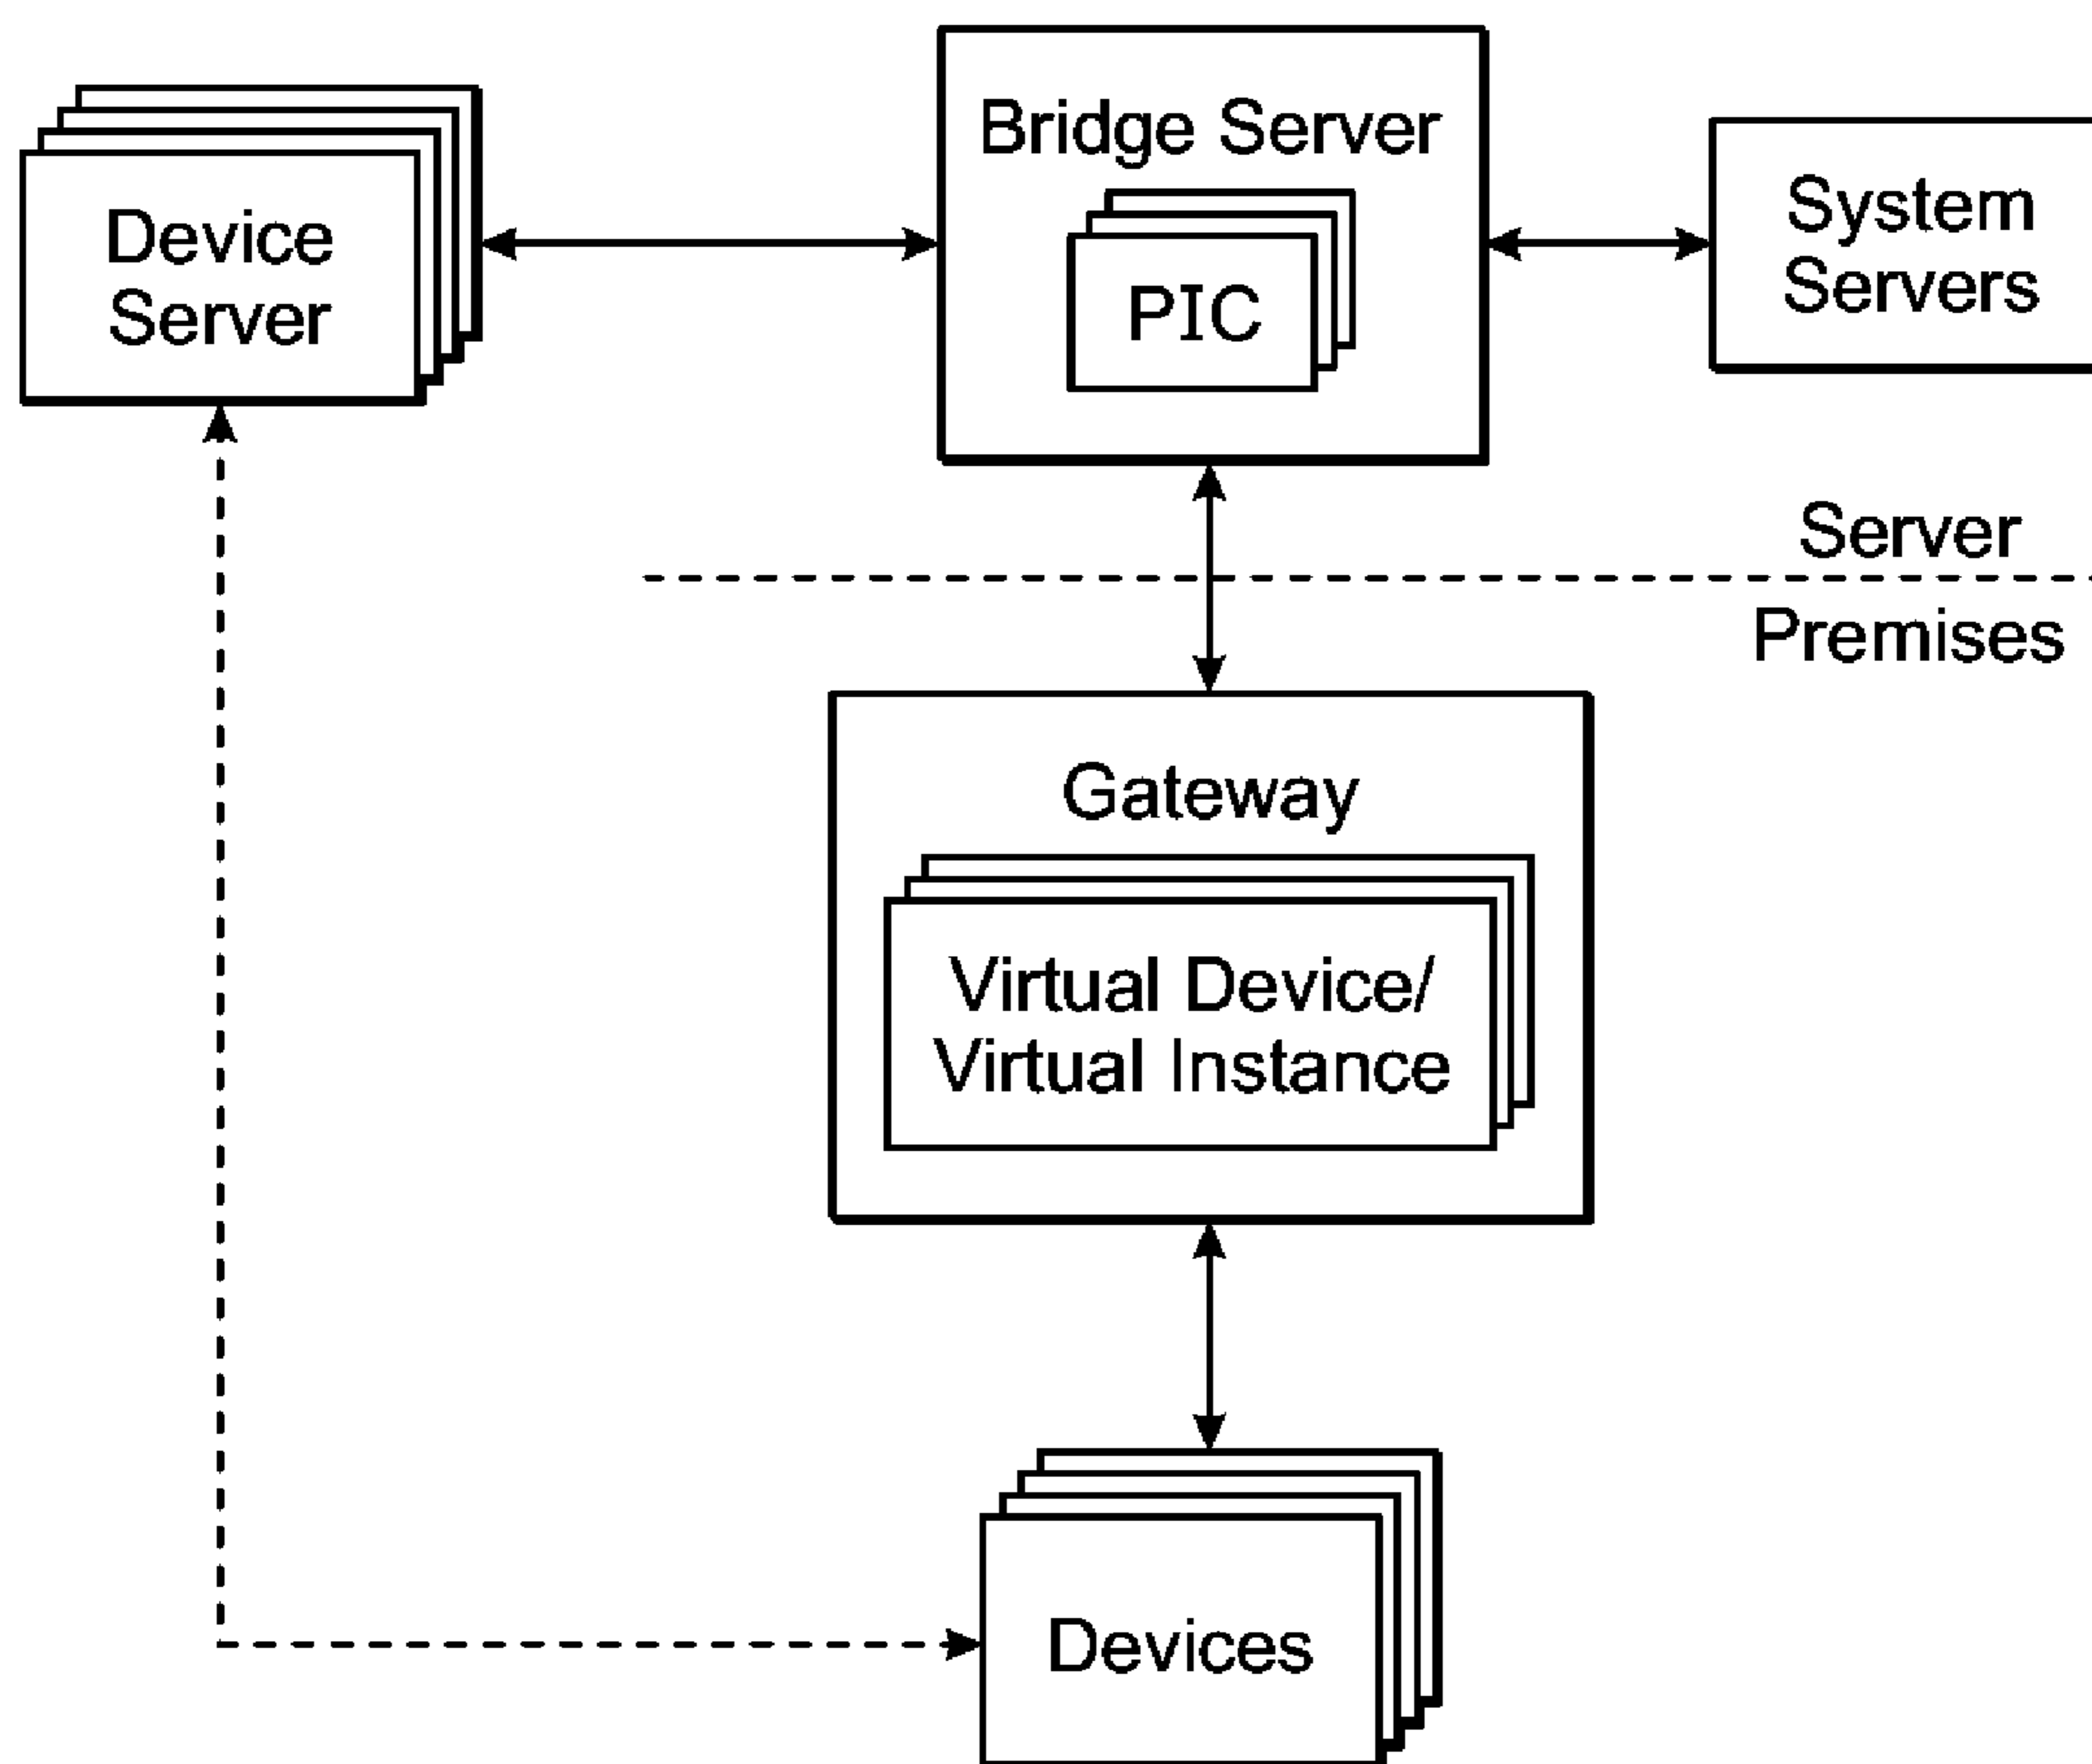 Bridge Server
Device
Server
PIC
System
Servers
Server
Premises
Gateway
Virtual Device/
Virtual Instance
Devices